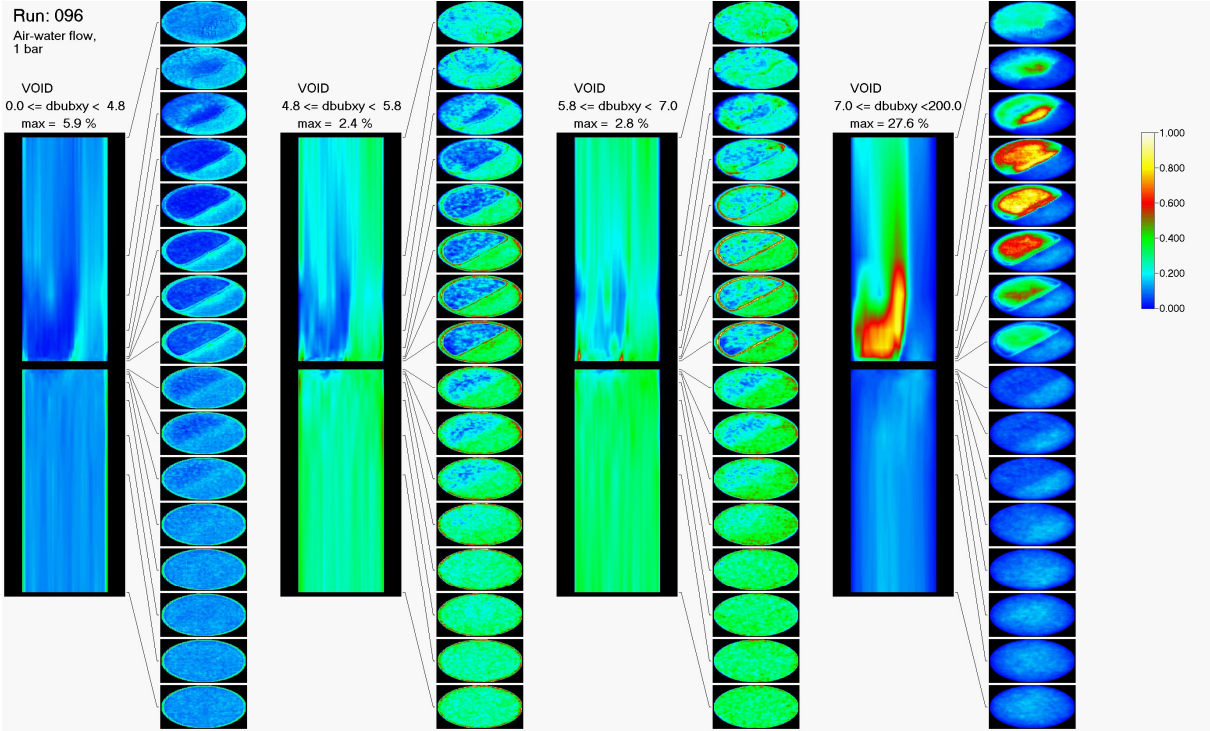 Run: 096
Air-water flow,
1 bar
VOID
0.0 <= dbubxy < 4.8
max = 5.9 %
VOID
4.8 <= dbubxy < 5.8
max = 2.4 %
VOID
5.8 <= dbubxy < 7.0
max = 2.8 %
VOID
7.0 <= dbubxy <200.0
max = 27.6 %
1.000
0.800
0.600
0.400
0.200
0.000